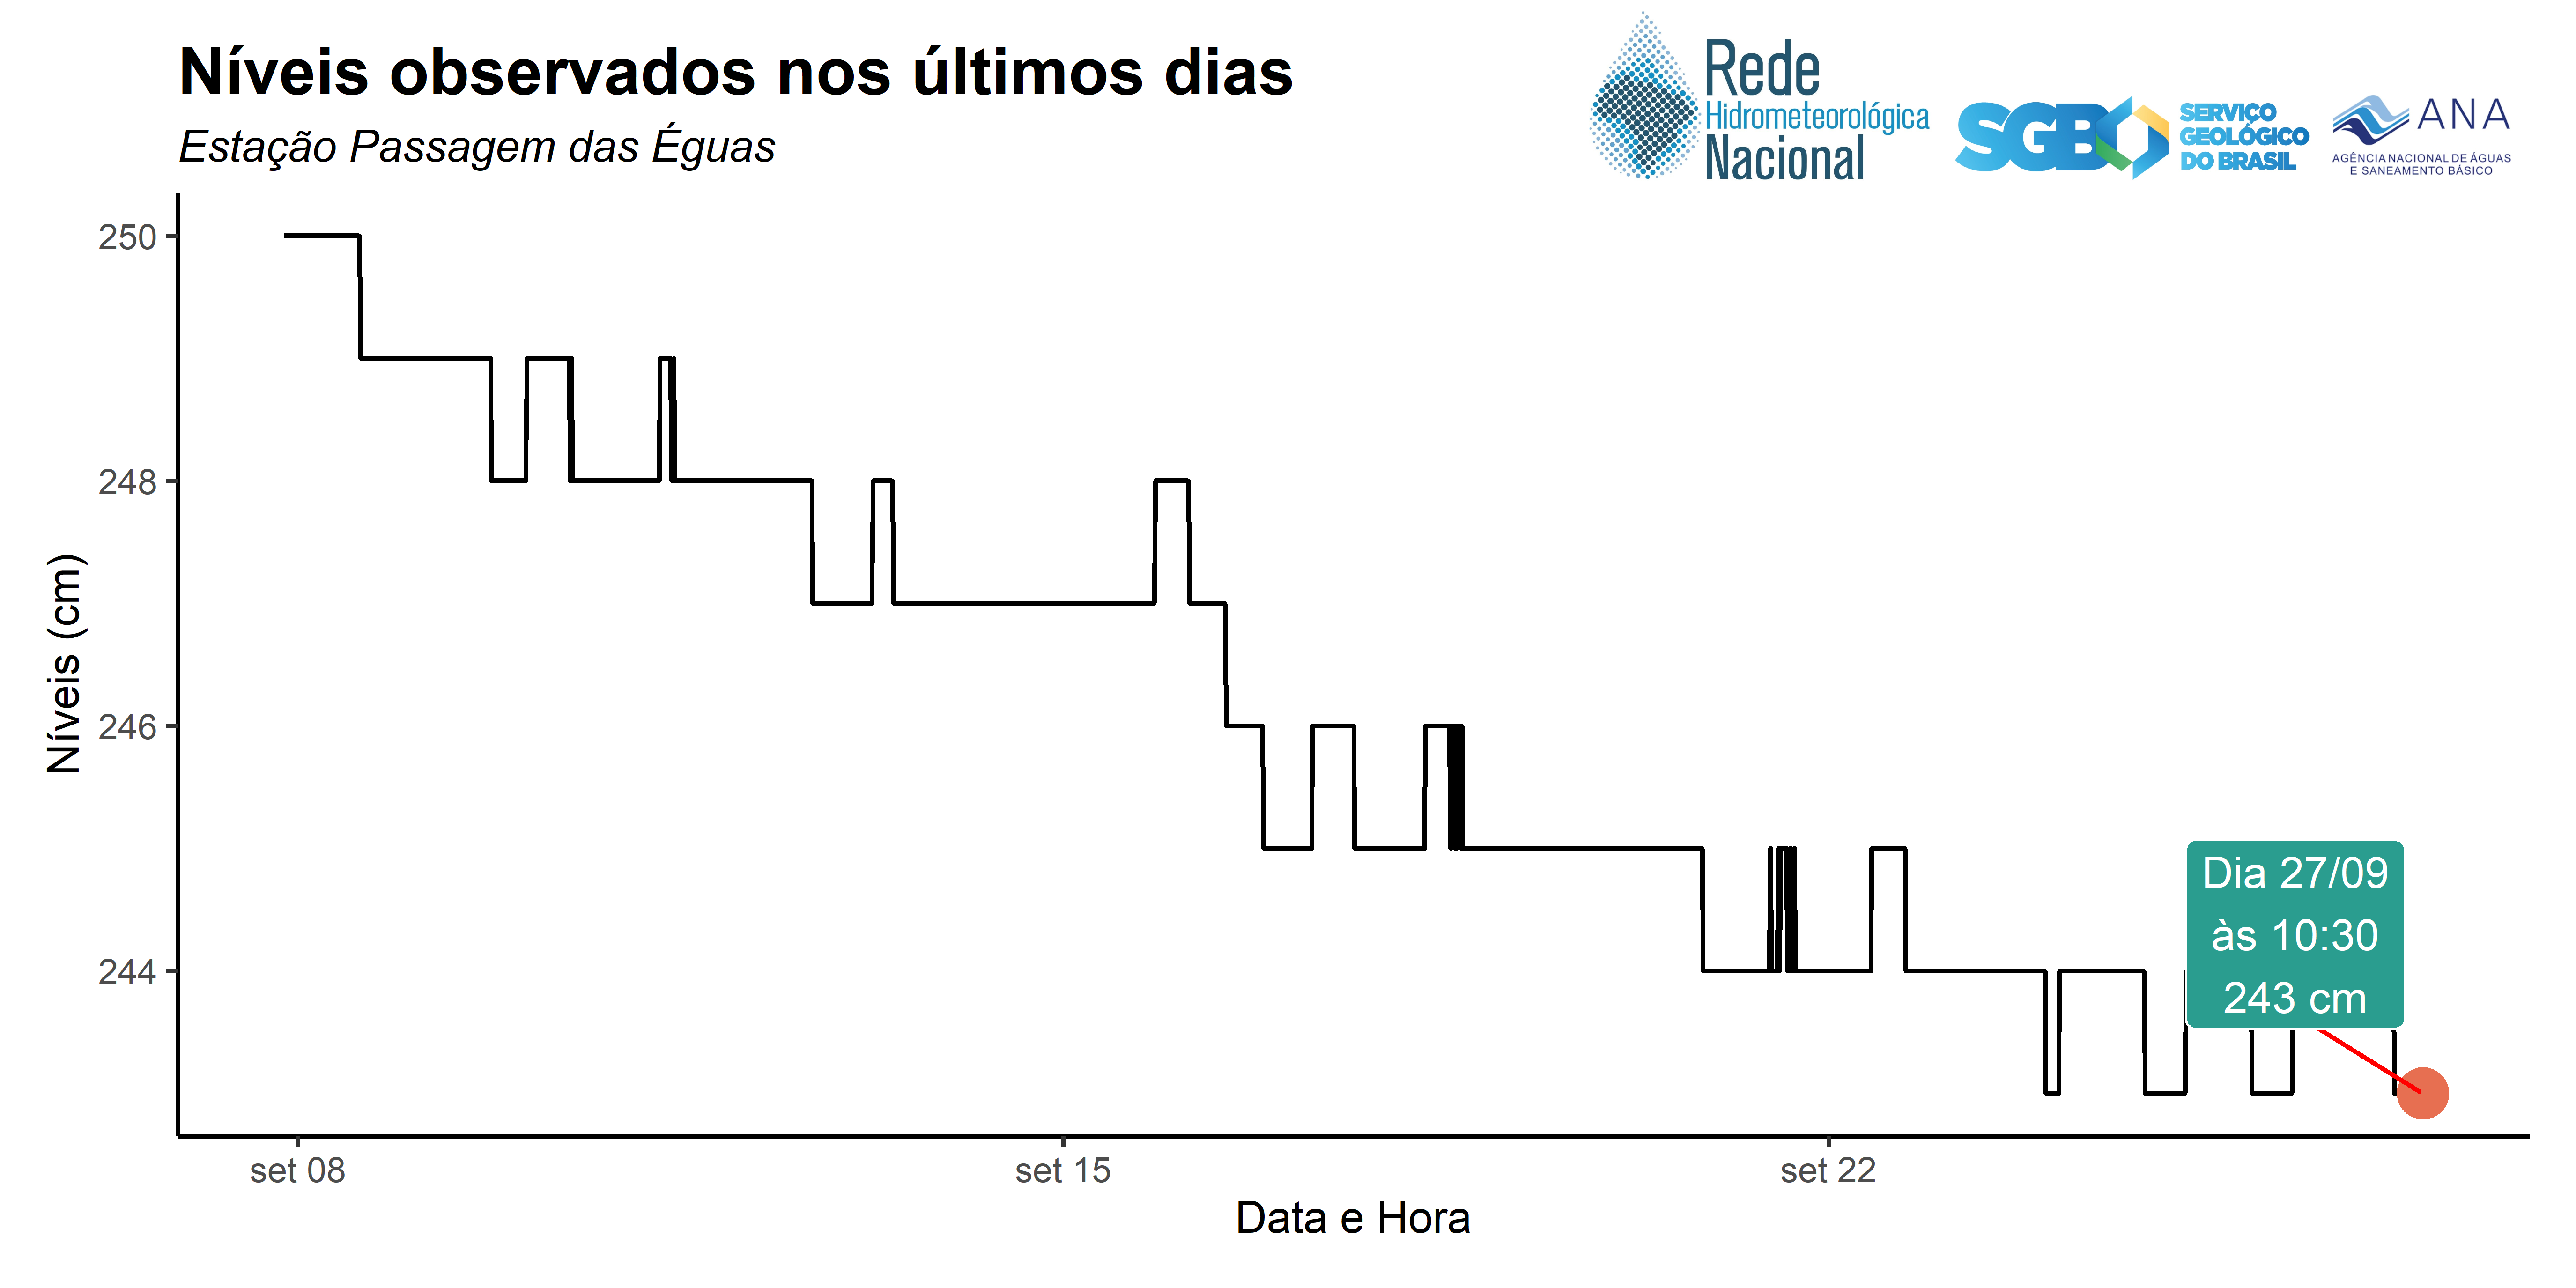 Níveis observados nos últimos dias
Estação Passagem das Éguas
Rede
Hidrometeorológica
Nacional
SGB
SERVIÇO
GEOLÓGICO
DO BRASIL
ANA
AGÊNCIA NACIONAL DE ÁGUAS
E SANEAMENTO BÁSICO
Níveis (cm)
250
248
246
244
Dia 27/09
às 10:30
243 cm
set 08
set 15
set 22
Data e Hora